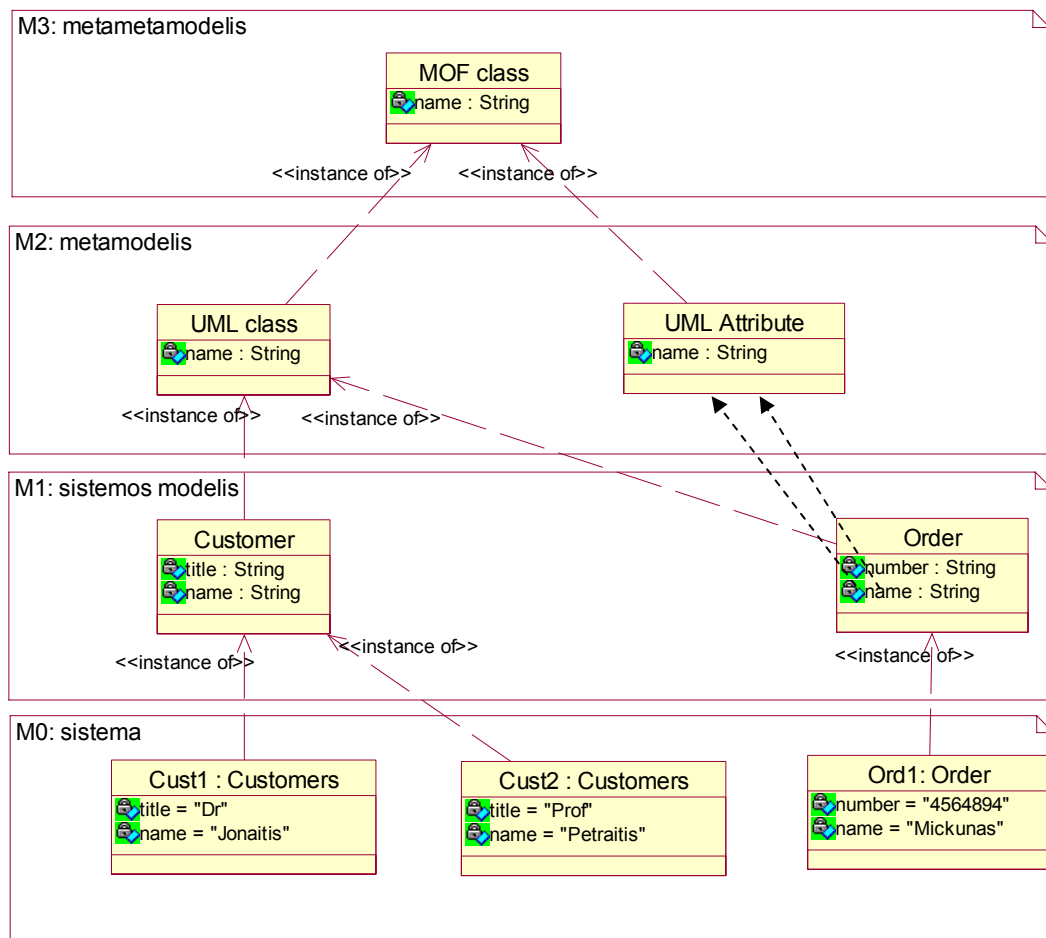 M3: metametamodelis
MOF class
name : String
<<instance of>>
<<instance of>>
M2: metamodelis
UML class
name : String
UML Attribute
name : String
<<instance of>>
<<instance of>>
M1: sistemos modelis
Customer
title : String
name : String
Order
number : String
name : String
<<instance of>>
<<instance of>>
<<instance of>>
M0: sistema
Cust1 : Customers
title = "Dr"
name = "Jonaitis"
Cust2 : Customers
title = "Prof"
name = "Petraitis"
Ord1: Order
number = "4564894"
name = "Mickunas"